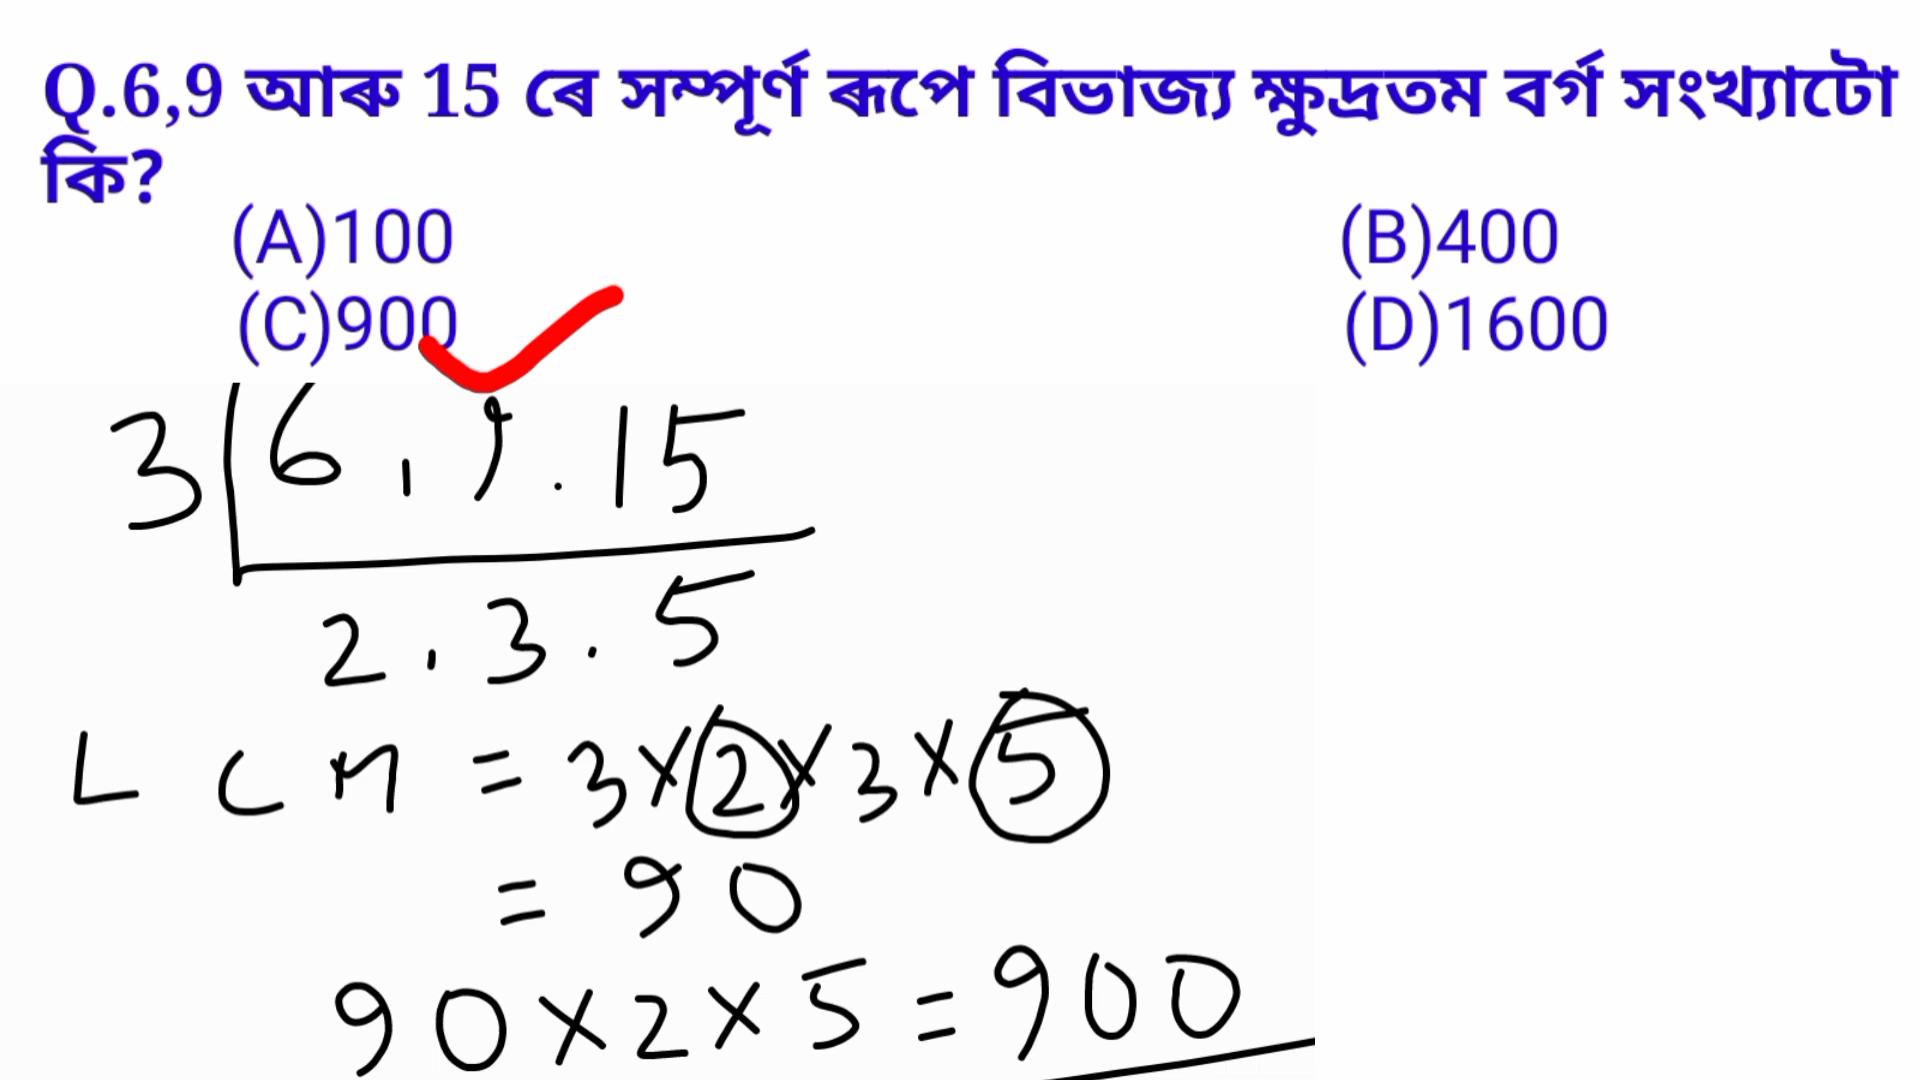 Q.6,9 আৰু 15 ৰে সম্পূৰ্ণ ৰূপে বিভাজ্য ক্ষুদ্ৰতম বৰ্গ সংখ্যাটো
কি?
(A)100 (B)400
(C)900 (D)1600
3 6 , 9 . 15
2 , 3 . 5
LCM = 3 × 2 × 3 × 5
= 90
90 × 2 × 5 = 900